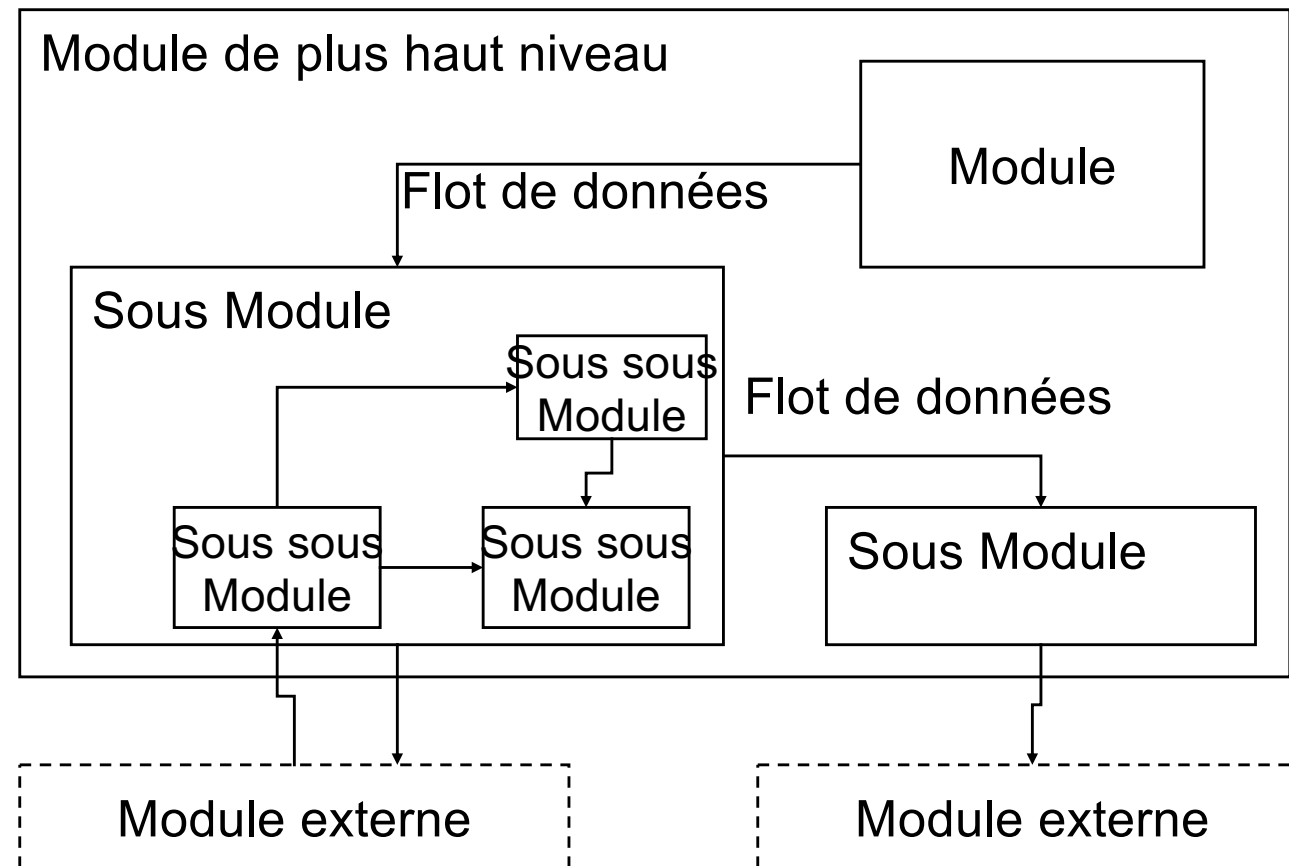 Module de plus haut niveau
Module
Flot de données
Sous Module
Sous sous
Module
Flot de données
Sous sous
Module
Sous sous
Module
Sous Module
Module externe
Module externe